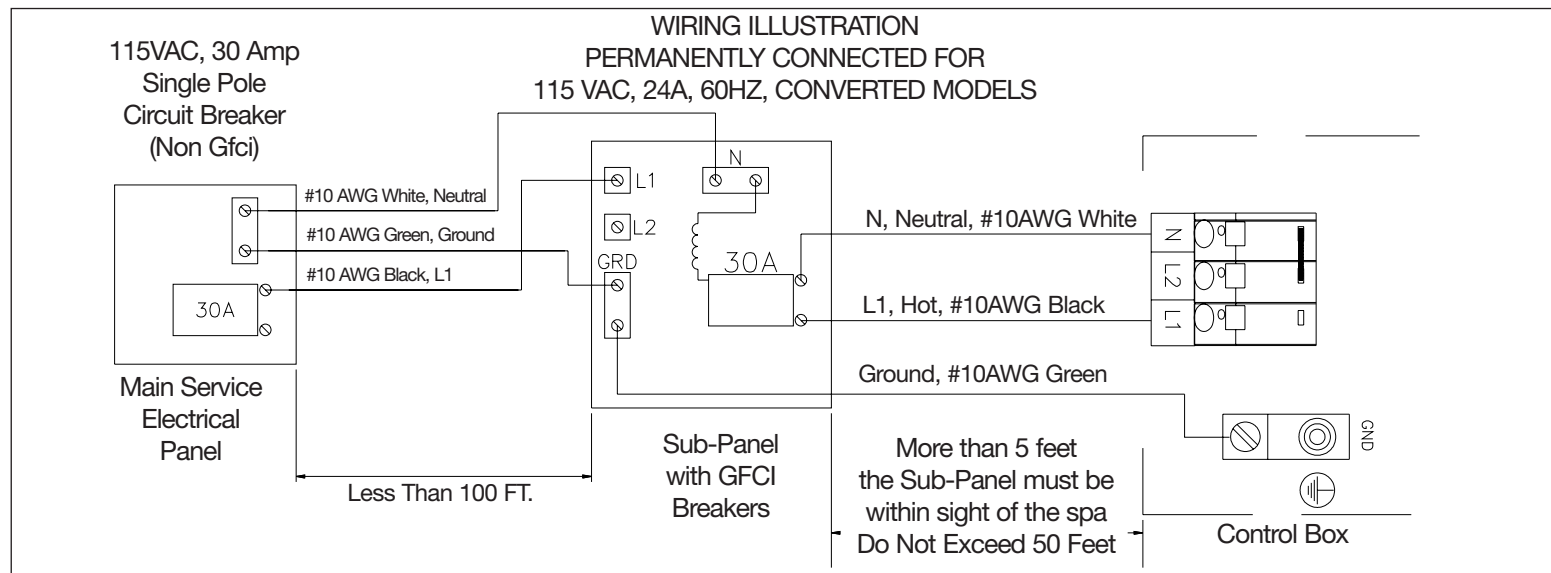 WIRING ILLUSTRATION
PERMANENTLY CONNECTED FOR
115 VAC, 24A, 60HZ, CONVERTED MODELS
115VAC, 30 Amp
Single Pole
Circuit Breaker
(Non Gfci)
#10 AWG White, Neutral
#10 AWG Green, Ground
#10 AWG Black, L1
30A
Main Service
Electrical
Panel
Less Than 100 FT.
N
L1
L2
GRD
30A
Sub-Panel
with GFCI
Breakers
N, Neutral, #10AWG White
L1, Hot, #10AWG Black
Ground, #10AWG Green
More than 5 feet
the Sub-Panel must be
within sight of the spa
Do Not Exceed 50 Feet
N
L2
L1
GND
Control Box